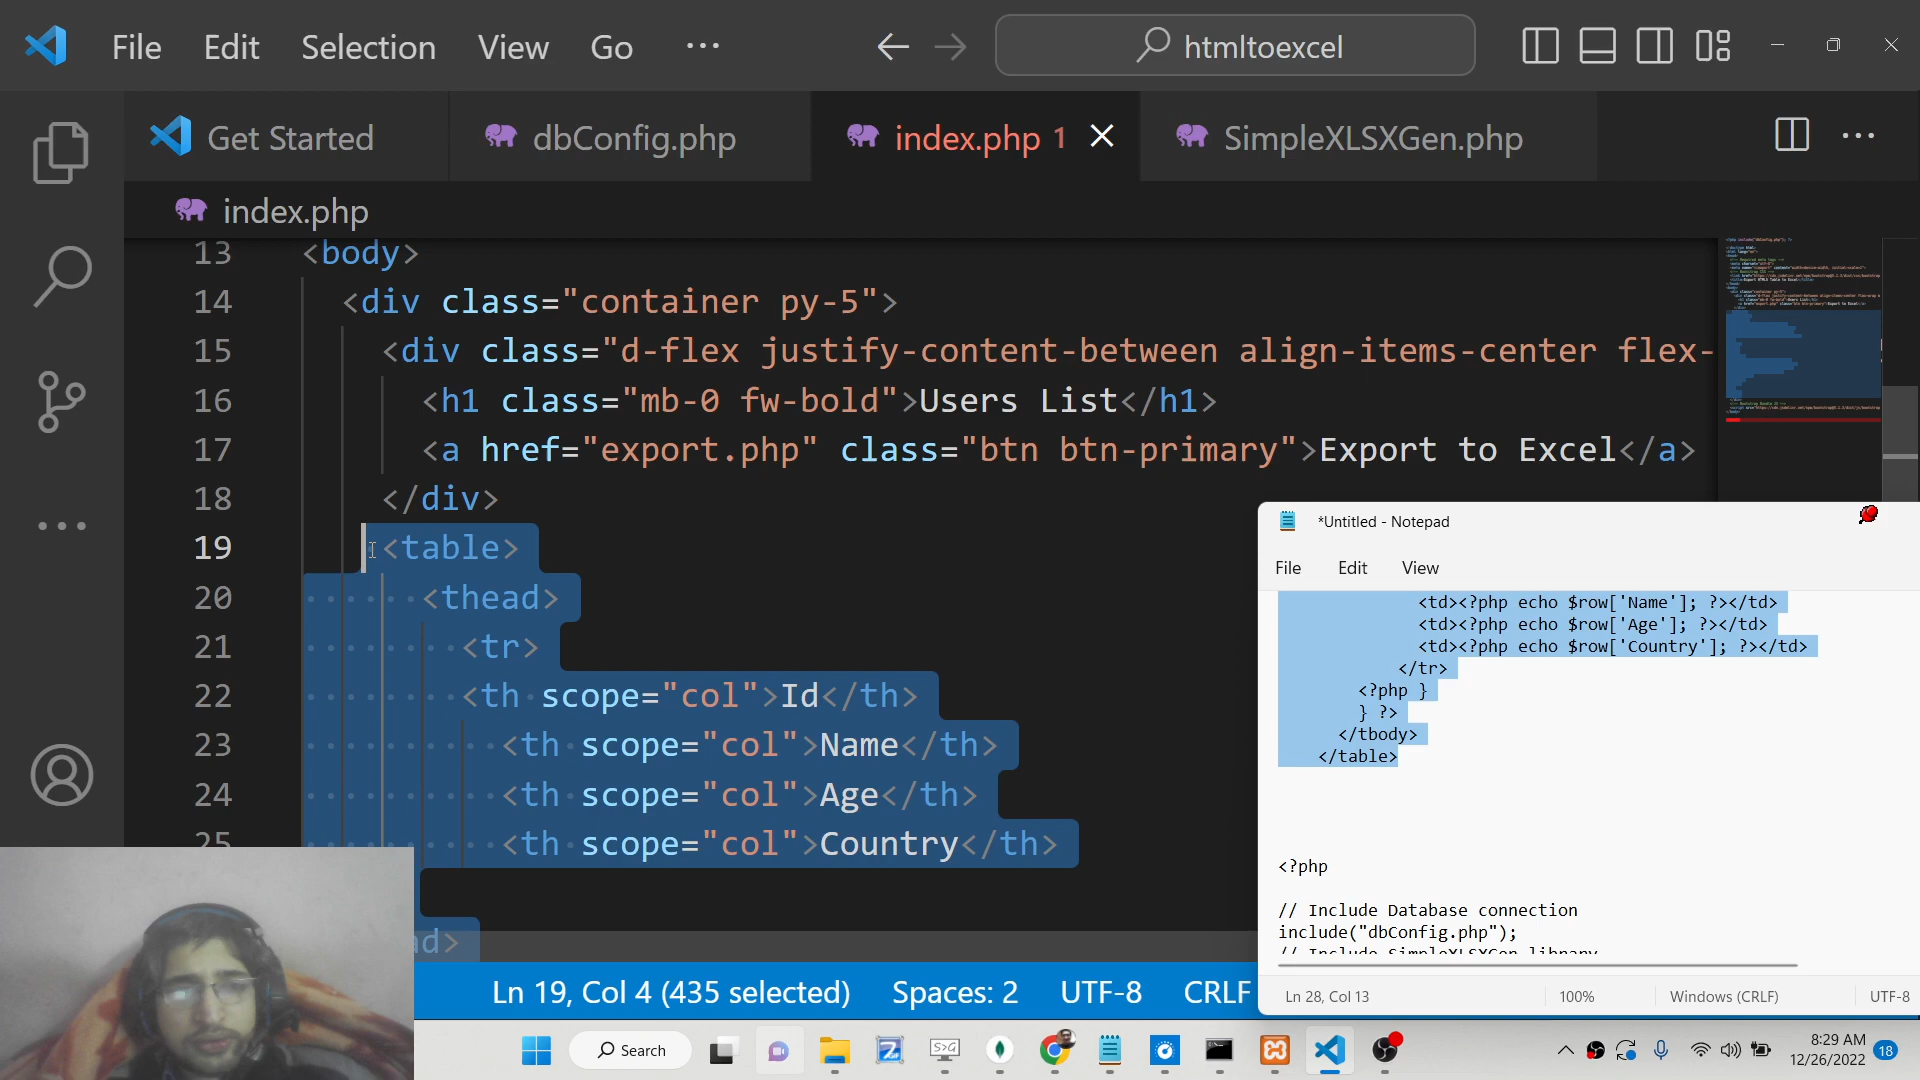 File Edit Selection View Go ··· htmltoexcel
Get Started dbConfig.php index.php 1 SimpleXLSXGen.php
index.php
13 <body>
14 <div class="container py-5">
15 <div class="d-flex justify-content-between align-items-center flex-
16 <h1 class="mb-0 fw-bold">Users List</h1>
17 <a href="export.php" class="btn btn-primary">Export to Excel</a>
18 </div>
19 <table>
20 <thead>
21 <tr>
22 <th scope="col">Id</th>
23 <th scope="col">Name</th>
24 <th scope="col">Age</th>
25 <th scope="col">Country</th>
ad>
Ln 19, Col 4 (435 selected) Spaces: 2 UTF-8 CRLF
*Untitled - Notepad
File Edit View
<td><?php echo $row['Name']; ?></td>
<td><?php echo $row['Age']; ?></td>
<td><?php echo $row['Country']; ?></td>
</tr>
<?php }
} ?>
</tbody>
</table>
<?php
// Include Database connection
include("dbConfig.php");
// Include SimpleXLSXGen library
Ln 28, Col 13 100% Windows (CRLF) UTF-8
Search
8:29 AM
12/26/2022 18